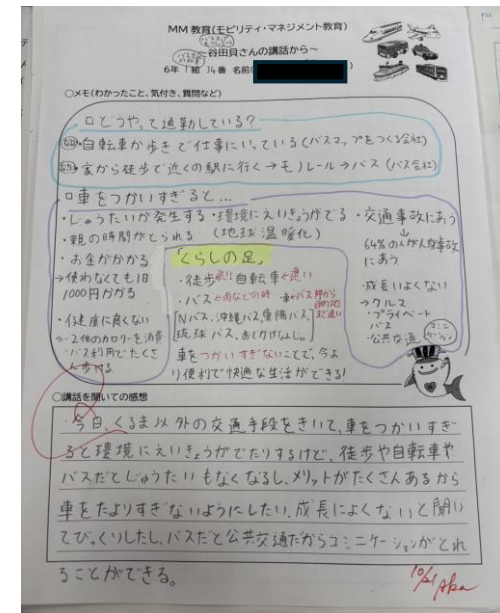 MM 教育(モビリティ・マネジメント教育)
~谷田貝さんの講話から~
6年 1組 14番 名前(
○メモ(わかったこと、気付き、質問など)
□どうやって通勤している?
自転車か歩きで仕事にいっている(バスマップをつくる会社)
家から徒歩で近くの駅に行く→モノレール→バス(バス会社)
□車をつかいすぎると…
・じゅうたいが発生する・環境にえいきょうがでる
(地球温暖化)
・親の時間がとられる
・お金がかかる
→使わなくても1日
1000円かかる
・健康に良くない
→2倍のカロリーを消費
・バス利用でたくさん
歩ける
「くらしの足」
・徒歩 自転車←速い
・バス←雨などの時
[Nバス、沖縄バス、東陽バス、
琉球バス、おでかけなんじぃ]
車をつかいすぎないことで、今よ
り便利で快適な生活ができる!
・交通事故にあう
↓
64%の人が人身事故
にあう
・成長によくない
→クルマ
・プライベート
バス
・公共交通
コミニケーション
○講話を聞いての感想
今日、くるま以外の交通手段をきいて、車をつかいすぎ
ると環境にえいきょうがでたりするけど、徒歩や自転車や
バスだとじゅうたいもなくなるし、メリットがたくさんあるから
車をたよりすぎないようにしたい。成長によくないと聞い
てびっくりしたし、バスだと公共交通だからコミニケーションがとれ
ることができる。
10/21